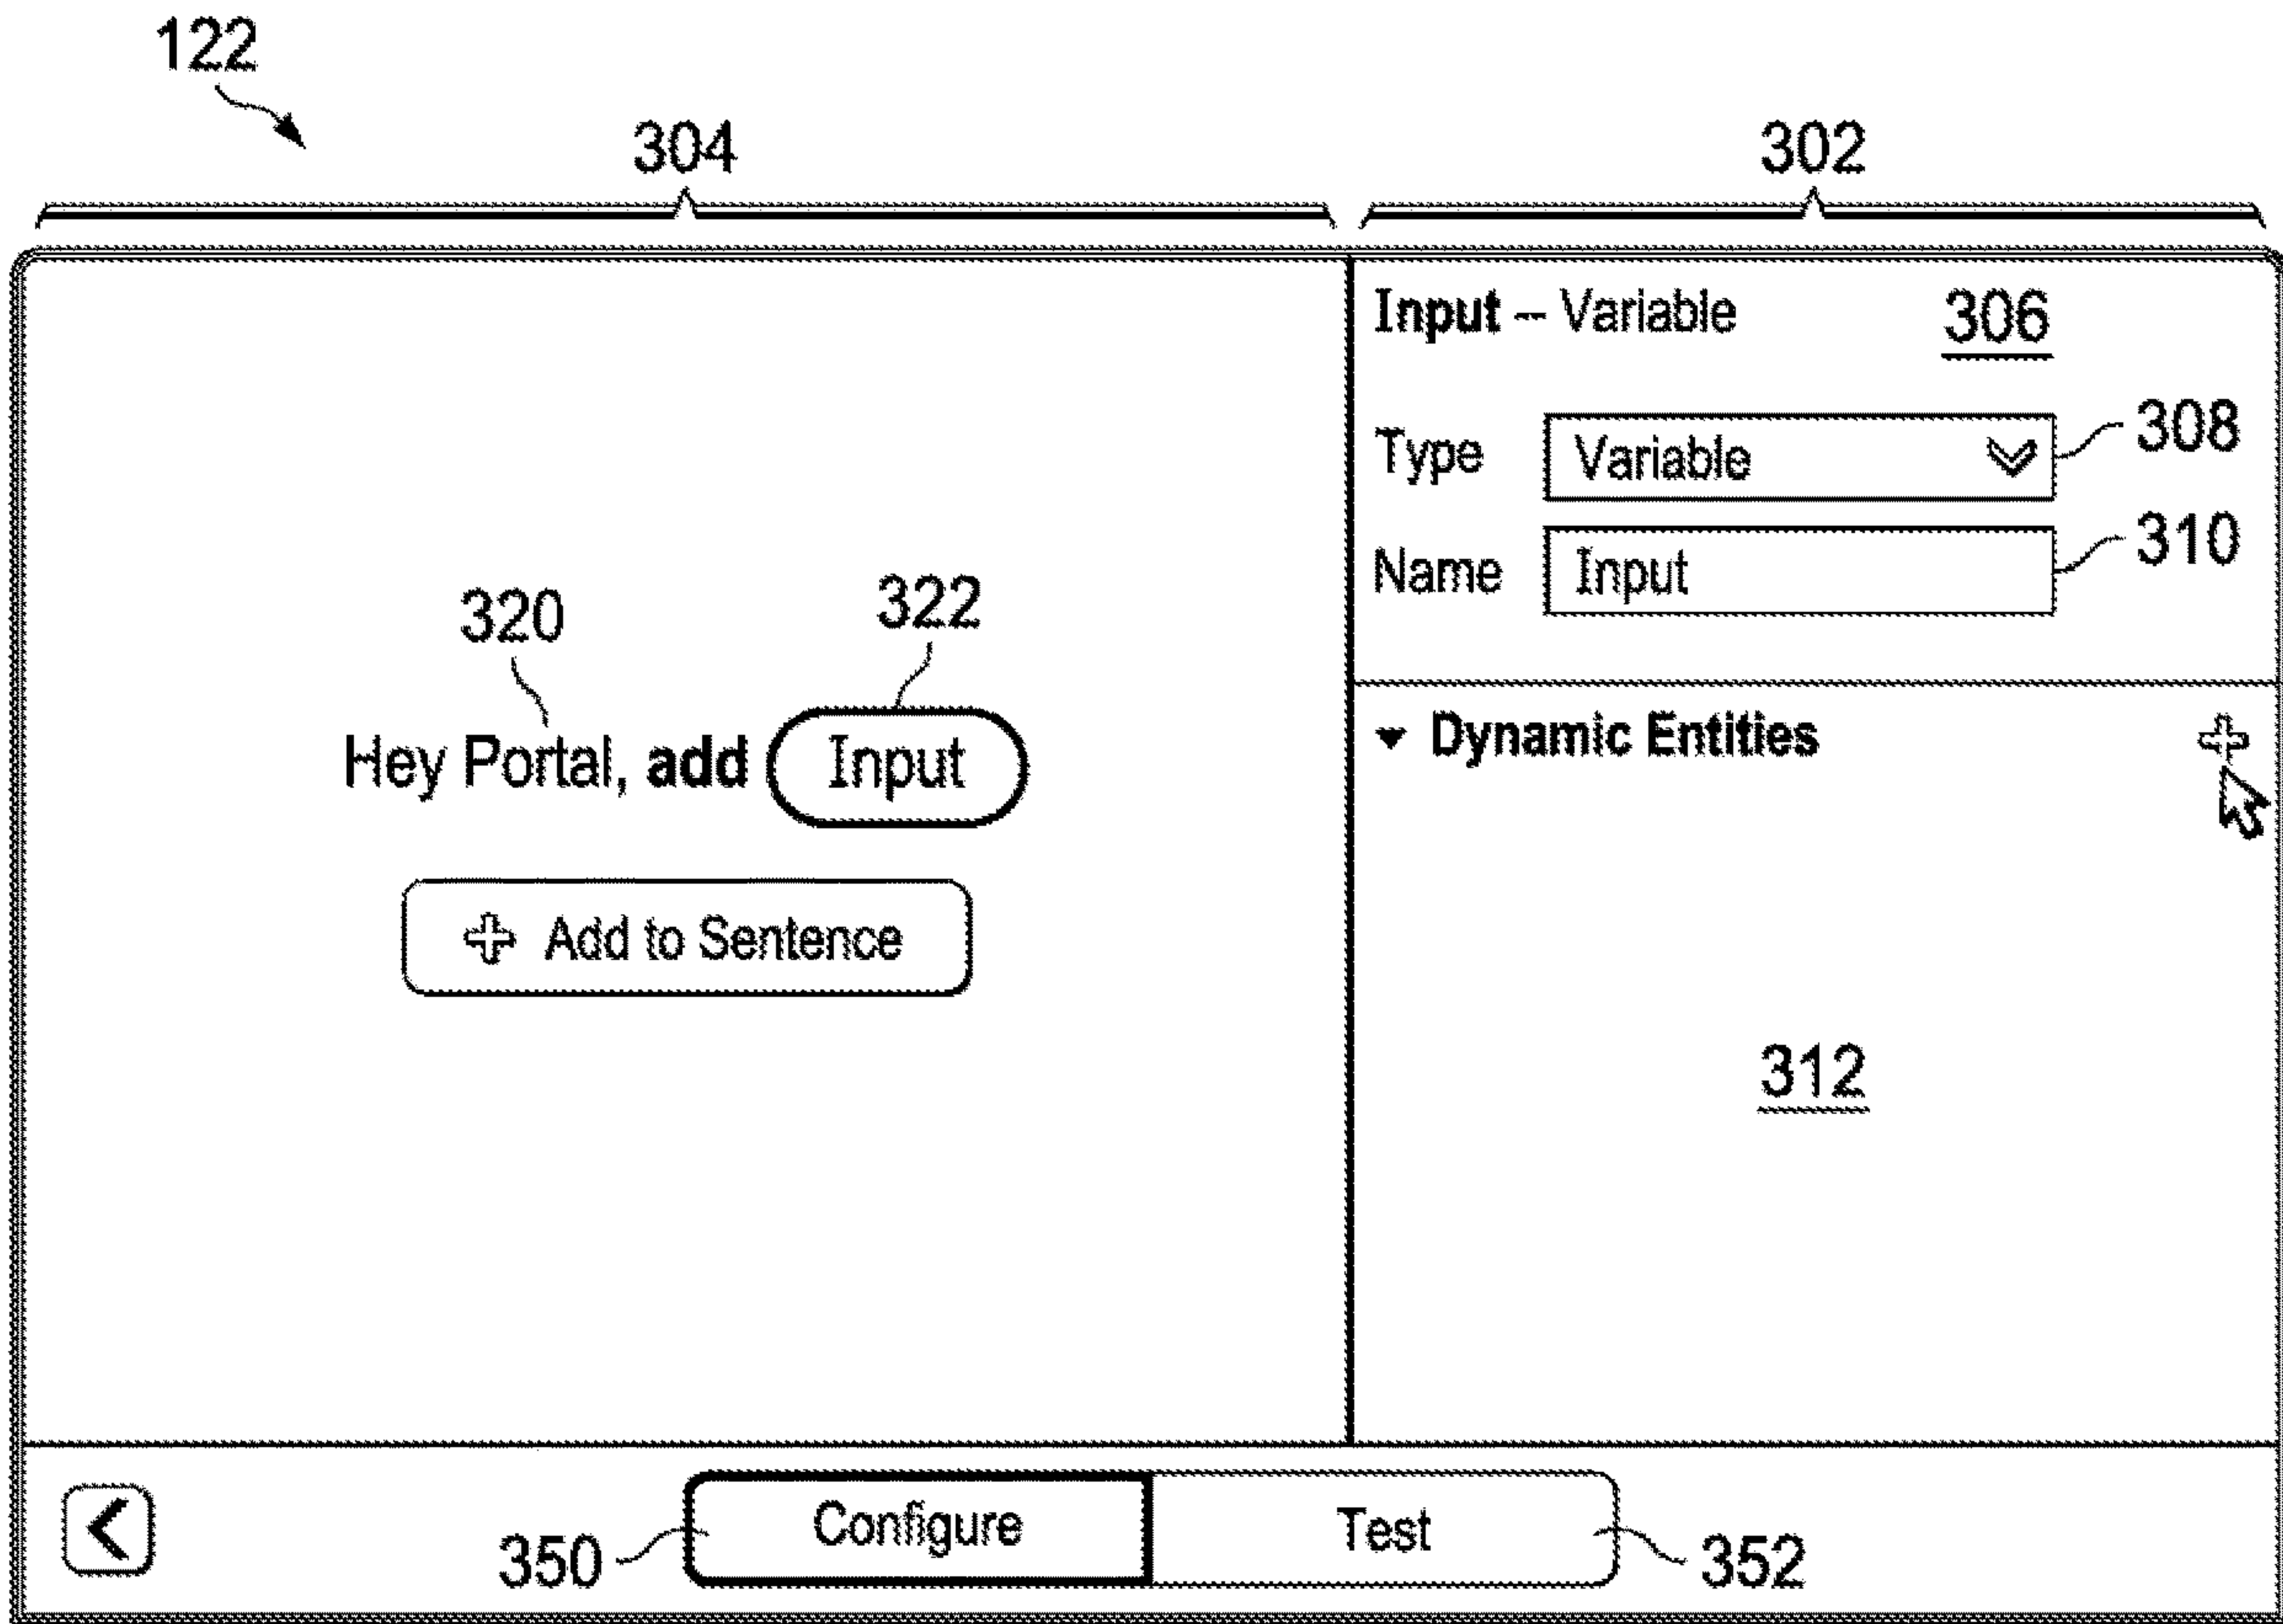 122
304 302
Input – Variable 306
Type Variable 308
Name Input 310
320 322
Hey Portal, add Input
+ Add to Sentence
Dynamic Entities +
312
Configure Test
350 352